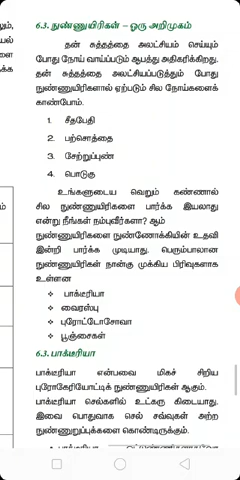 6.3. நுண்ணுயிரிகள் – ஒரு அறிமுகம்
தன் சுத்தத்தை அலட்சியம் செய்யும்
போது நோய் வாய்ப்படும் ஆபத்து அதிகரிக்கிறது.
தன் சுத்தத்தை அலட்சியப்படுத்தும் போது
நுண்ணுயிரிகளால் ஏற்படும் சில நோய்களைக்
காண்போம்.
1. சீதபேதி
2. பற்சொத்தை
3. சேற்றுப்புண்
4. பொடுகு
உங்களுடைய வெறும் கண்ணால்
சில நுண்ணுயிரிகளை பார்க்க இயலாது
என்று நீங்கள் நம்புவீர்களா? ஆம்
நுண்ணுயிரிகளை நுண்ணோக்கியின் உதவி
இன்றி பார்க்க முடியாது. பெரும்பாலான
நுண்ணுயிரிகள் நான்கு முக்கிய பிரிவுகளாக
உள்ளன
❖ பாக்டீரியா
❖ வைரஸ்பு
❖ புரோட்டோசோவா
❖ பூஞ்சைகள்
6.3. பாக்டீரியா
பாக்டீரியா என்பவை மிகச் சிறிய
புரோகேரியோட்டிக் நுண்ணுயிரிகள் ஆகும்.
பாக்டீரியா செல்களில் உட்கரு கிடையாது.
இவை பொதுவாக செல் சவ்வுகள் அற்ற
நுண்ணுறுப்புக்களை கொண்டிருக்கும்.